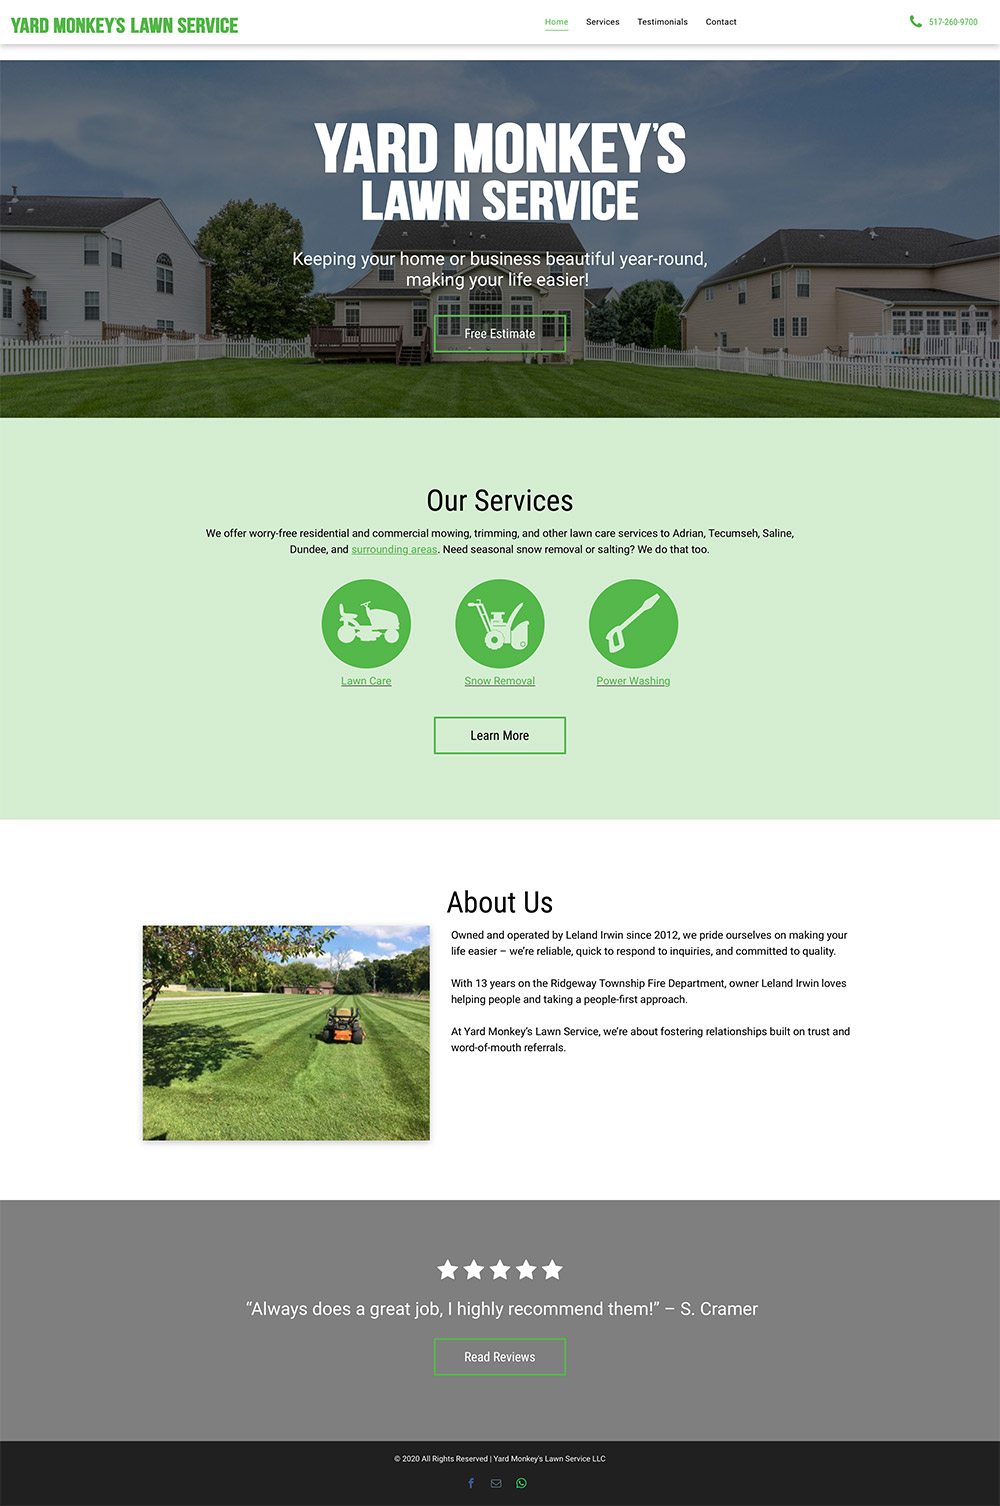 YARD MONKEY'S LAWN SERVICE
Home Services Testimonials Contact
517-260-9700
YARD MONKEY'S
LAWN SERVICE
Keeping your home or business beautiful year-round,
making your life easier!
Free Estimate
Our Services
We offer worry-free residential and commercial mowing, trimming, and other lawn care services to Adrian, Tecumseh, Saline,
Dundee, and surrounding areas. Need seasonal snow removal or salting? We do that too.
Lawn Care Snow Removal Power Washing
Learn More
About Us
Owned and operated by Leland Irwin since 2012, we pride ourselves on making your
life easier – we're reliable, quick to respond to inquiries, and committed to quality.
With 13 years on the Ridgeway Township Fire Department, owner Leland Irwin loves
helping people and taking a people-first approach.
At Yard Monkey's Lawn Service, we're about fostering relationships built on trust and
word-of-mouth referrals.
“Always does a great job, I highly recommend them!” – S. Cramer
Read Reviews
© 2020 All Rights Reserved | Yard Monkey's Lawn Service LLC